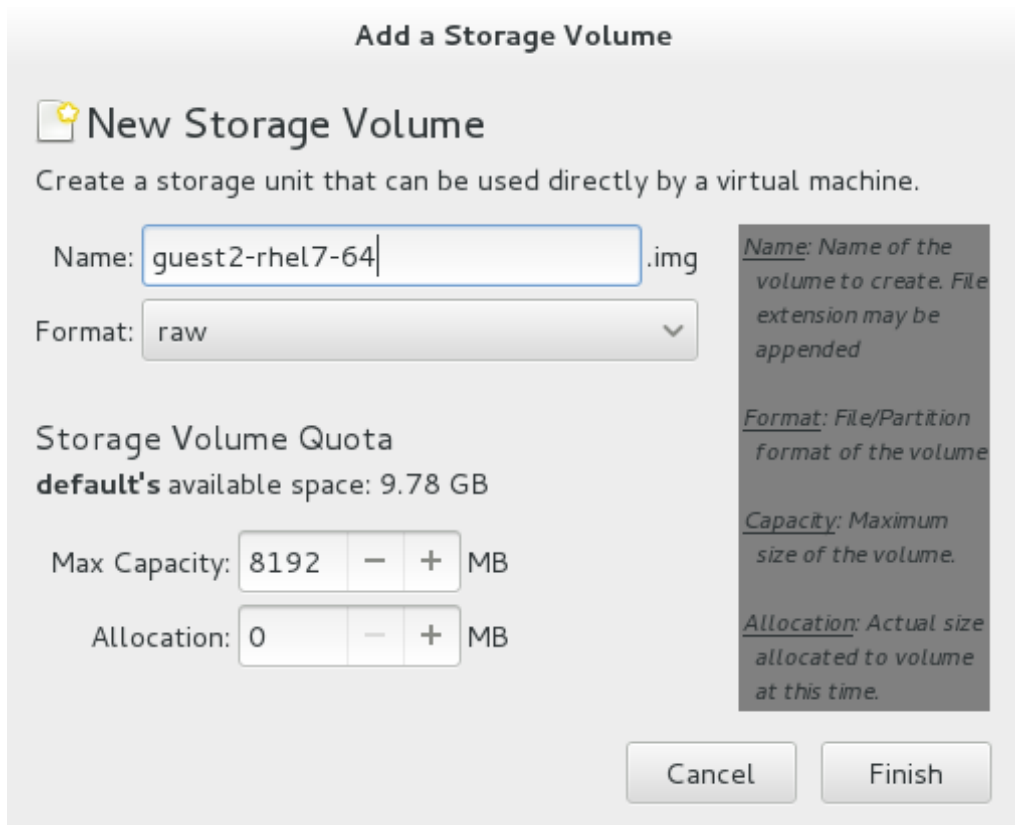 Add a Storage Volume
New Storage Volume
Create a storage unit that can be used directly by a virtual machine.
Name: guest2-rhel7-64 .img
Format: raw
Storage Volume Quota
default's available space: 9.78 GB
Max Capacity: 8192 − + MB
Allocation: 0 − + MB
Name: Name of the
volume to create. File
extension may be
appended
Format: File/Partition
format of the volume
Capacity: Maximum
size of the volume.
Allocation: Actual size
allocated to volume
at this time.
Cancel Finish